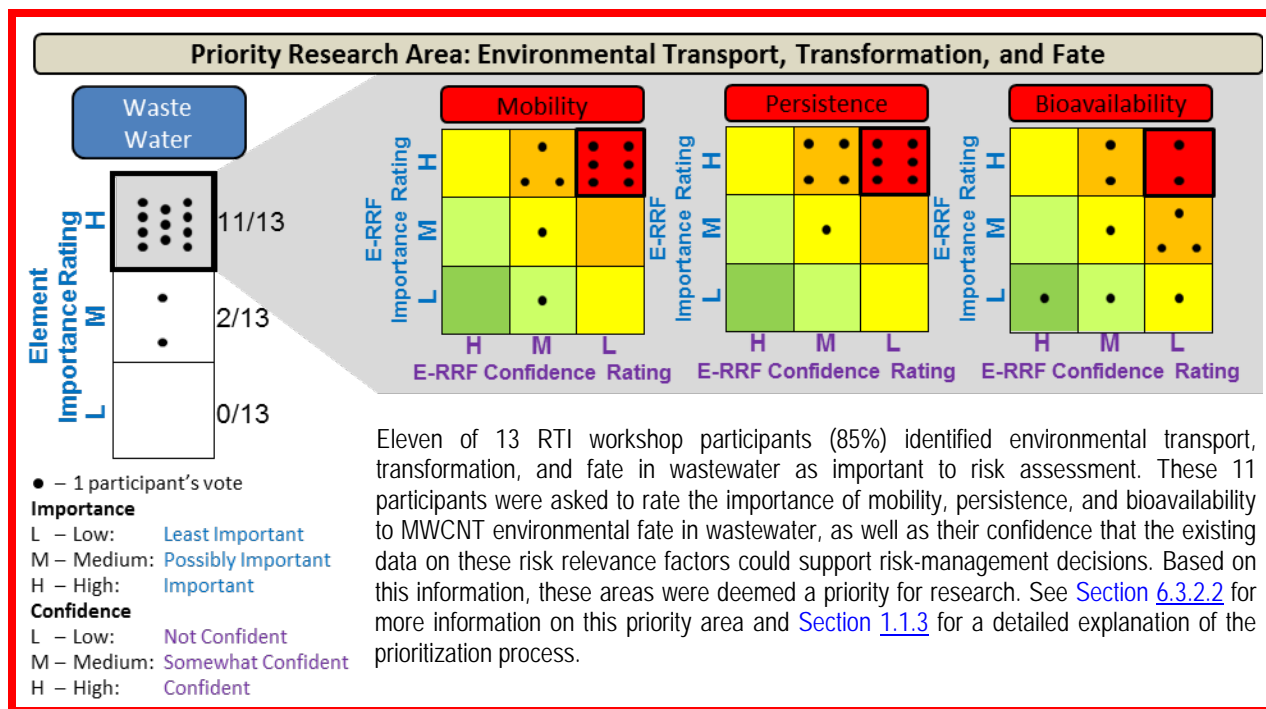 Priority Research Area: Environmental Transport, Transformation, and Fate
Waste
Water
Element
Importance Rating
H
M
L
11/13
2/13
0/13
Mobility
E-RRF
Importance Rating
H
M
L
H M L
E-RRF Confidence Rating
Persistence
E-RRF
Importance Rating
H
M
L
H M L
E-RRF Confidence Rating
Bioavailability
E-RRF
Importance Rating
H
M
L
H M L
E-RRF Confidence Rating
● – 1 participant's vote
Importance
L – Low: Least Important
M – Medium: Possibly Important
H – High: Important
Confidence
L – Low: Not Confident
M – Medium: Somewhat Confident
H – High: Confident
Eleven of 13 RTI workshop participants (85%) identified environmental transport,
transformation, and fate in wastewater as important to risk assessment. These 11
participants were asked to rate the importance of mobility, persistence, and bioavailability
to MWCNT environmental fate in wastewater, as well as their confidence that the existing
data on these risk relevance factors could support risk-management decisions. Based on
this information, these areas were deemed a priority for research. See Section 6.3.2.2 for
more information on this priority area and Section 1.1.3 for a detailed explanation of the
prioritization process.